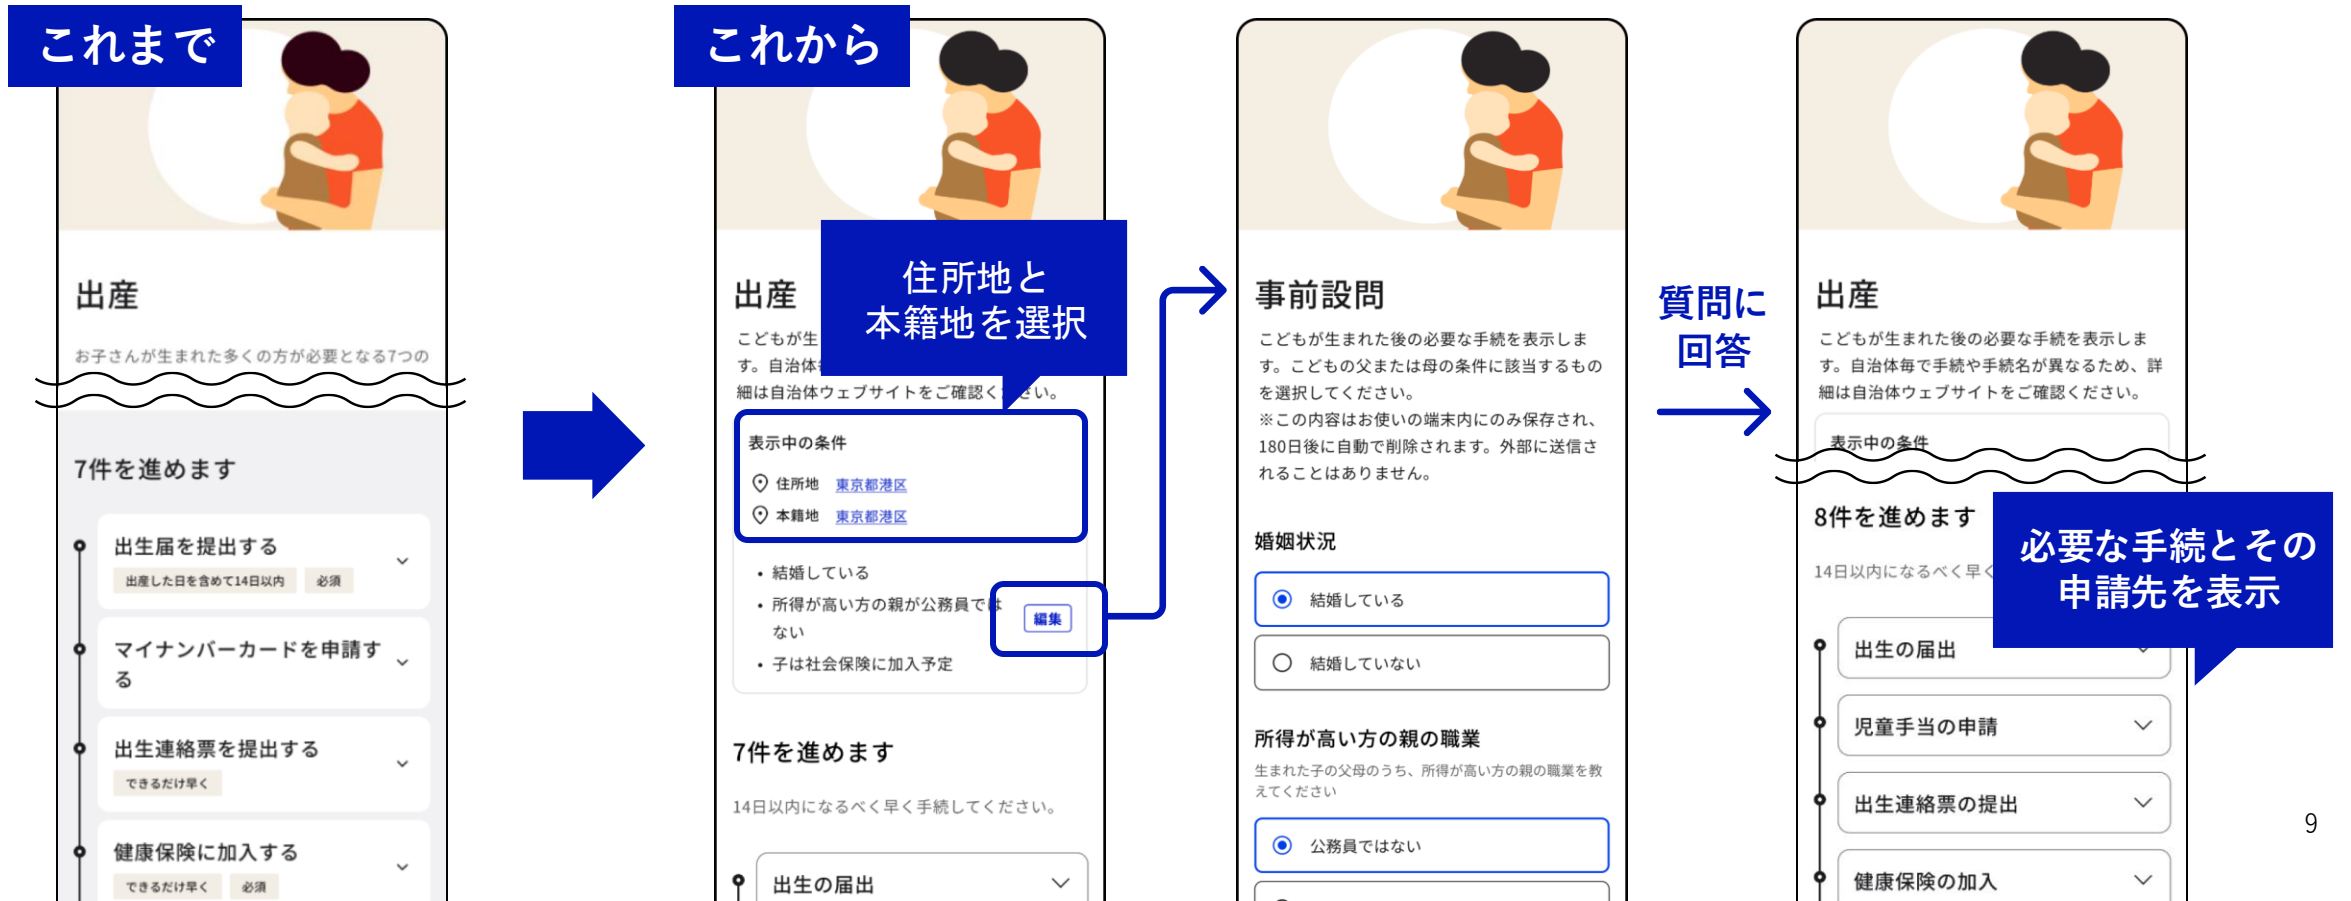 これまで
出産
お子さんが生まれた多くの方が必要となる7つの
7件を進めます
出生届を提出する
出産した日を含めて14日以内
必須
マイナンバーカードを申請す
る
出生連絡票を提出する
できるだけ早く
健康保険に加入する
できるだけ早く
必須
これから
出産
住所地と
本籍地を選択
こどもが生
す。自治体
細は自治体ウェブサイトをご確認く
さい。
表示中の条件
住所地 東京都港区
本籍地 東京都港区
・結婚している
・所得が高い方の親が公務員では
ない
・子は社会保険に加入予定
編集
7件を進めます
14日以内になるべく早く手続してください。
出生の届出
事前設問
こどもが生まれた後の必要な手続を表示しま
す。こどもの父または母の条件に該当するもの
を選択してください。
※この内容はお使いの端末内にのみ保存され、
180日後に自動で削除されます。外部に送信さ
れることはありません。
婚姻状況
結婚している
結婚していない
所得が高い方の親の職業
生まれた子の父母のうち、所得が高い方の親の職業を教
えてください
公務員ではない
質問に
回答
出産
こどもが生まれた後の必要な手続を表示しま
す。自治体毎で手続や手続名が異なるため、詳
細は自治体ウェブサイトをご確認ください。
表示中の条件
8件を進めます
14日以内になるべく早く
必要な手続とその
申請先を表示
出生の届出
児童手当の申請
出生連絡票の提出
健康保険の加入
9